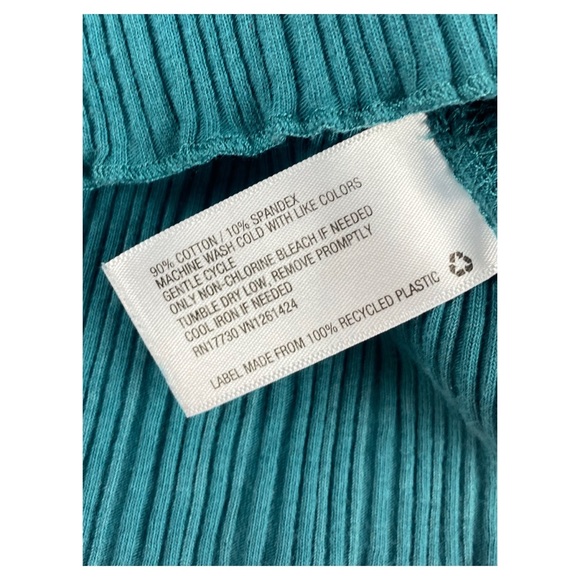 90% COTTON / 10% SPANDEX
MACHINE WASH COLD WITH LIKE COLORS
GENTLE CYCLE
ONLY NON-CHLORINE BLEACH IF NEEDED
TUMBLE DRY LOW, REMOVE PROMPTLY
COOL IRON IF NEEDED
RN17730 VN1261424
LABEL MADE FROM 100% RECYCLED PLASTIC